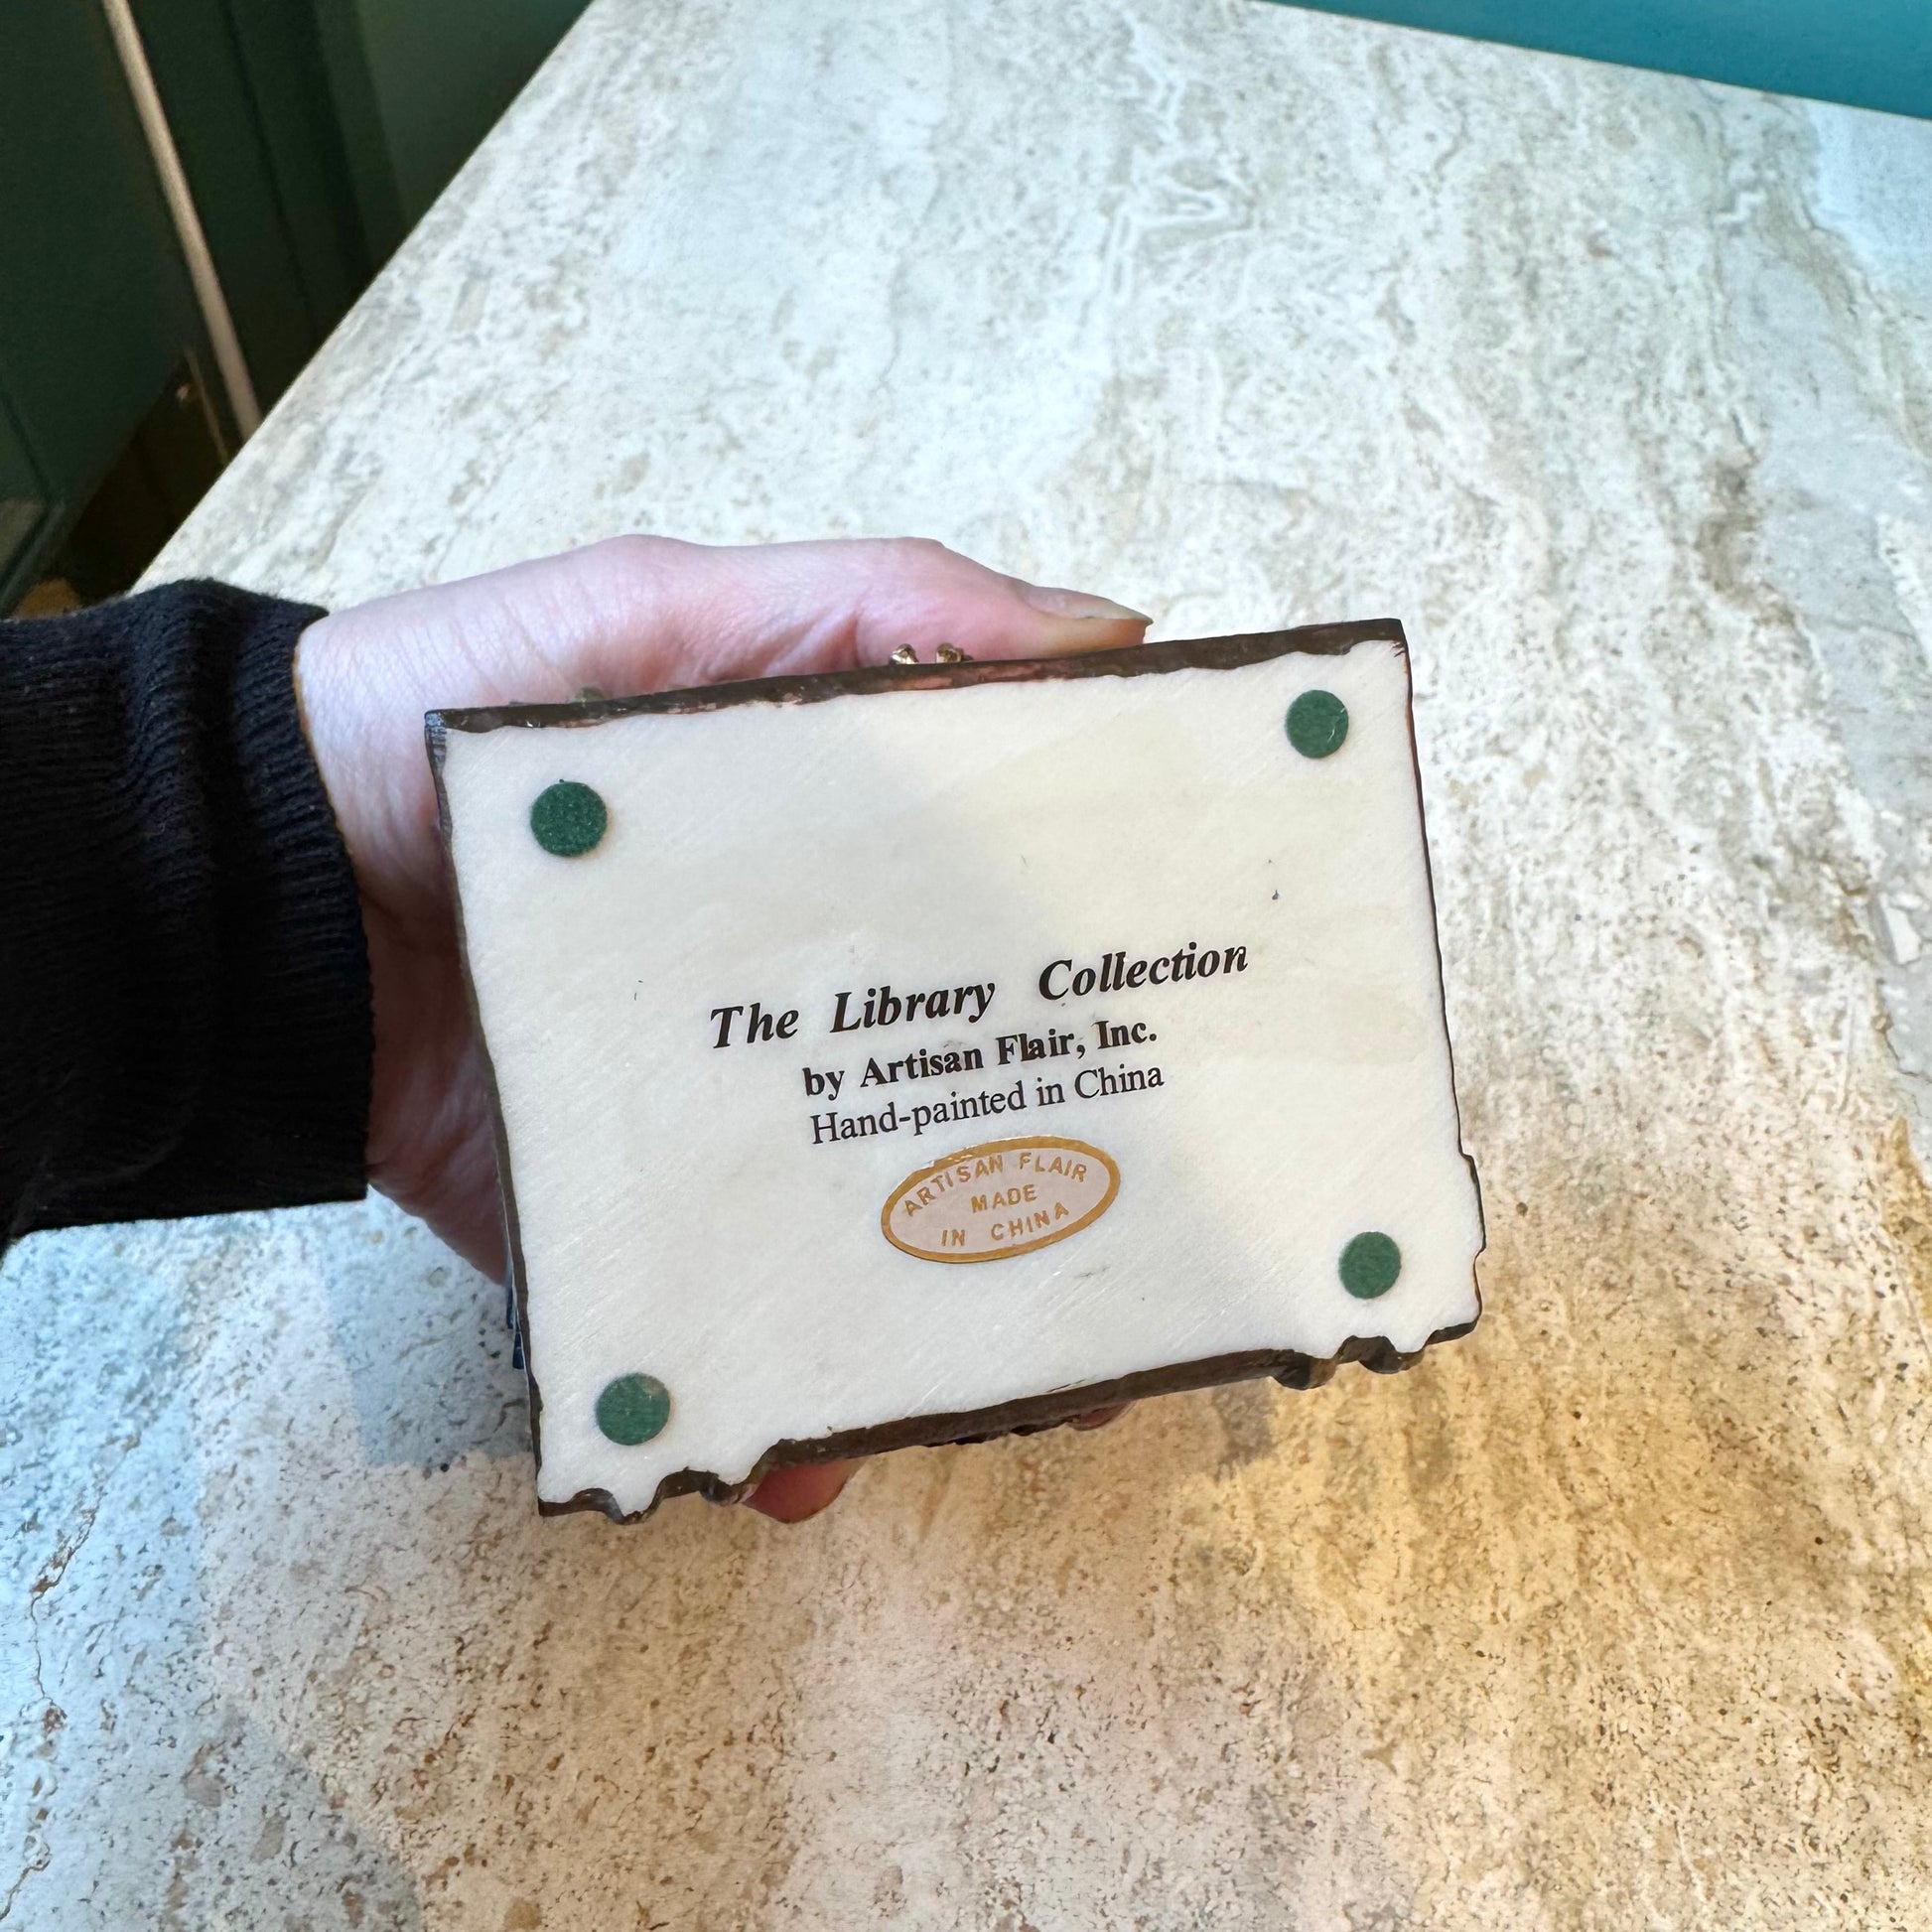 The Library Collection
by Artisan Flair, Inc.
Hand-painted in China
ARTISAN FLAIR
MADE
IN CHINA